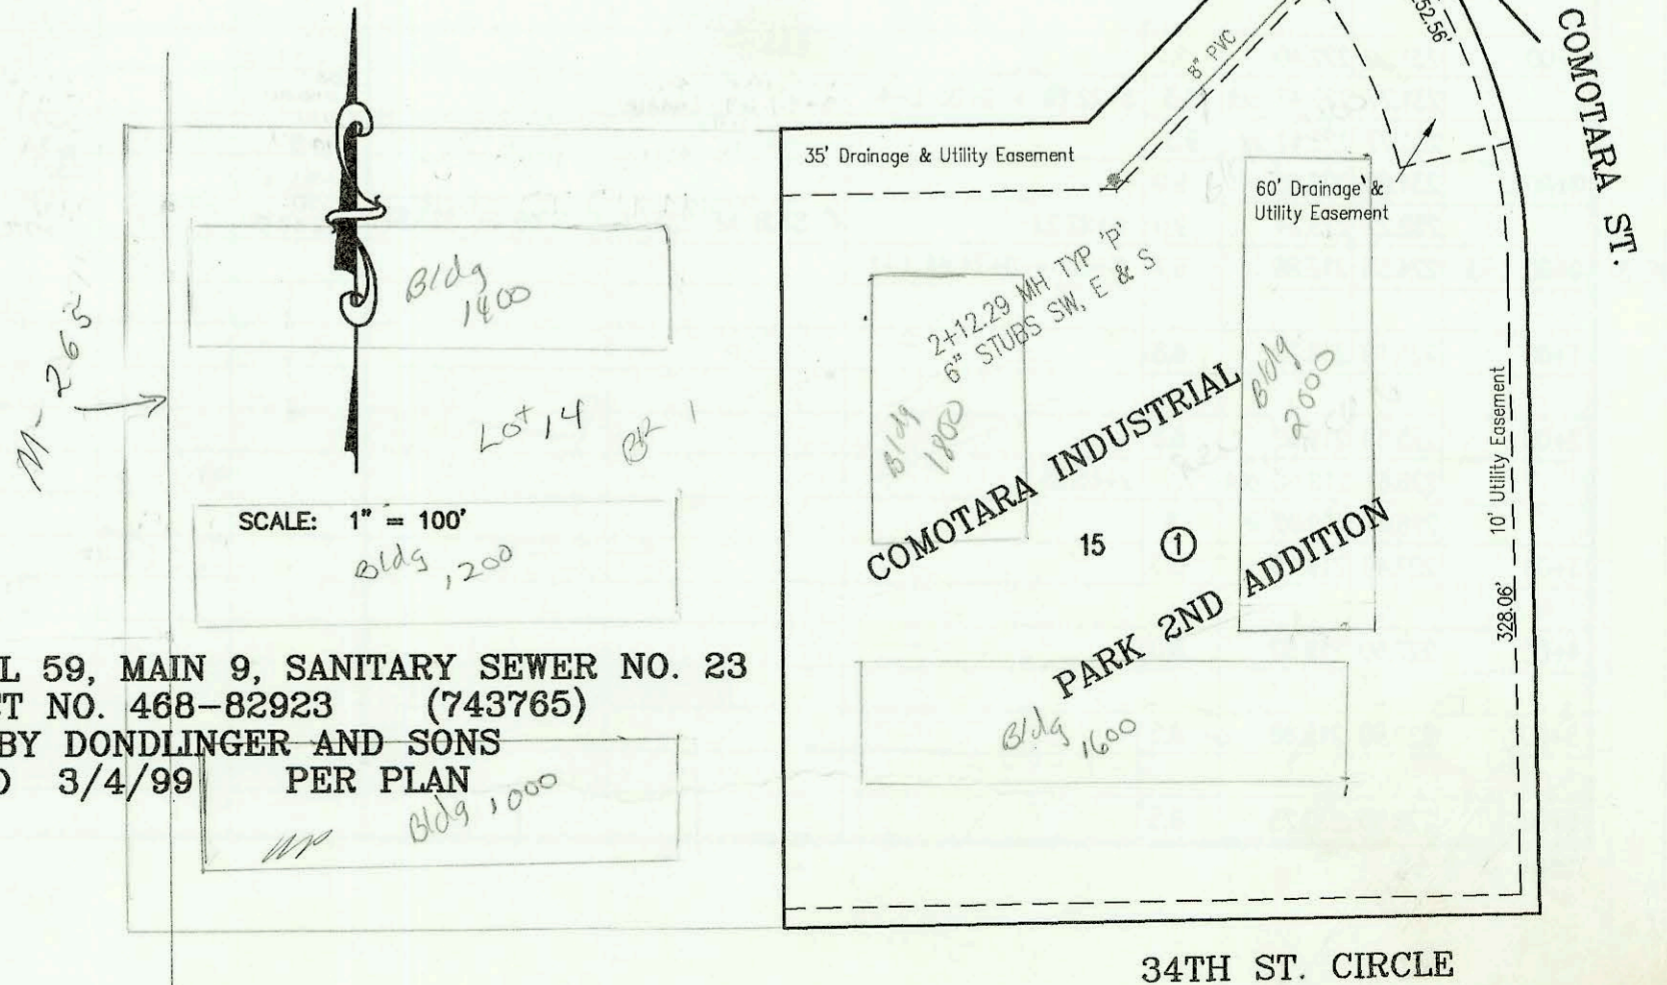 COMOTARA ST.
52.56'
8" PVC
35' Drainage & Utility Easement
60' Drainage &
Utility Easement
2+12.29 MH TYP 'P'
6" STUBS SW, E & S
Bldg
1400
M-265
Lot 14
Bk 1
Bldg
1800
Bldg
2000
COMOTARA INDUSTRIAL
15 1
PARK 2ND ADDITION
10' Utility Easement
328.06'
SCALE: 1" = 100'
Bldg 1200
L 59, MAIN 9, SANITARY SEWER NO. 23
CT NO. 468-82923 (743765)
BY DONDLINGER AND SONS
D 3/4/99 PER PLAN
Bldg 1000
Bldg 1600
34TH ST. CIRCLE